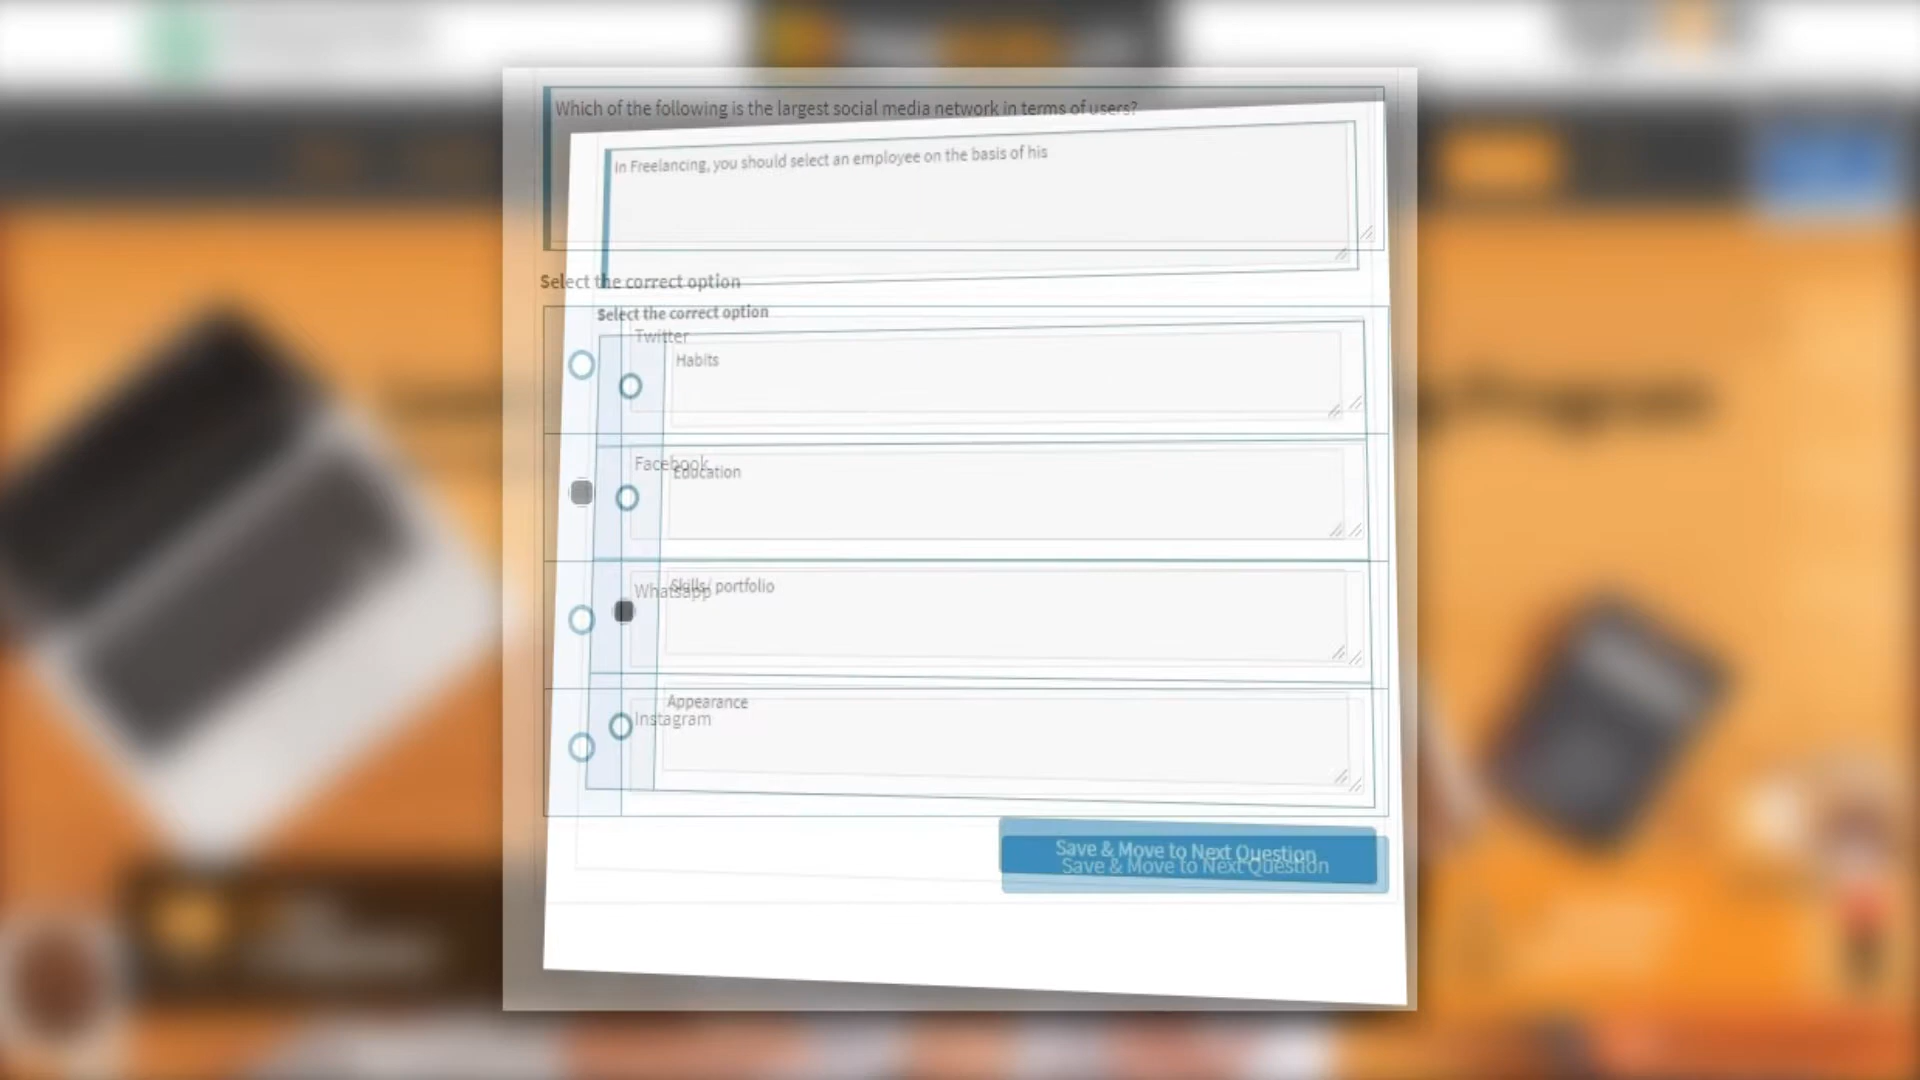 Which of the following is the largest social media network in terms of users?
In Freelancing, you should select an employee on the basis of his
Select the correct option
Select the correct option
Twitter
Habits
Facebook
Education
Skills/ portfolio
Whatsapp
Appearance
Instagram
Save & Move to Next Question
Save & Move to Next Question